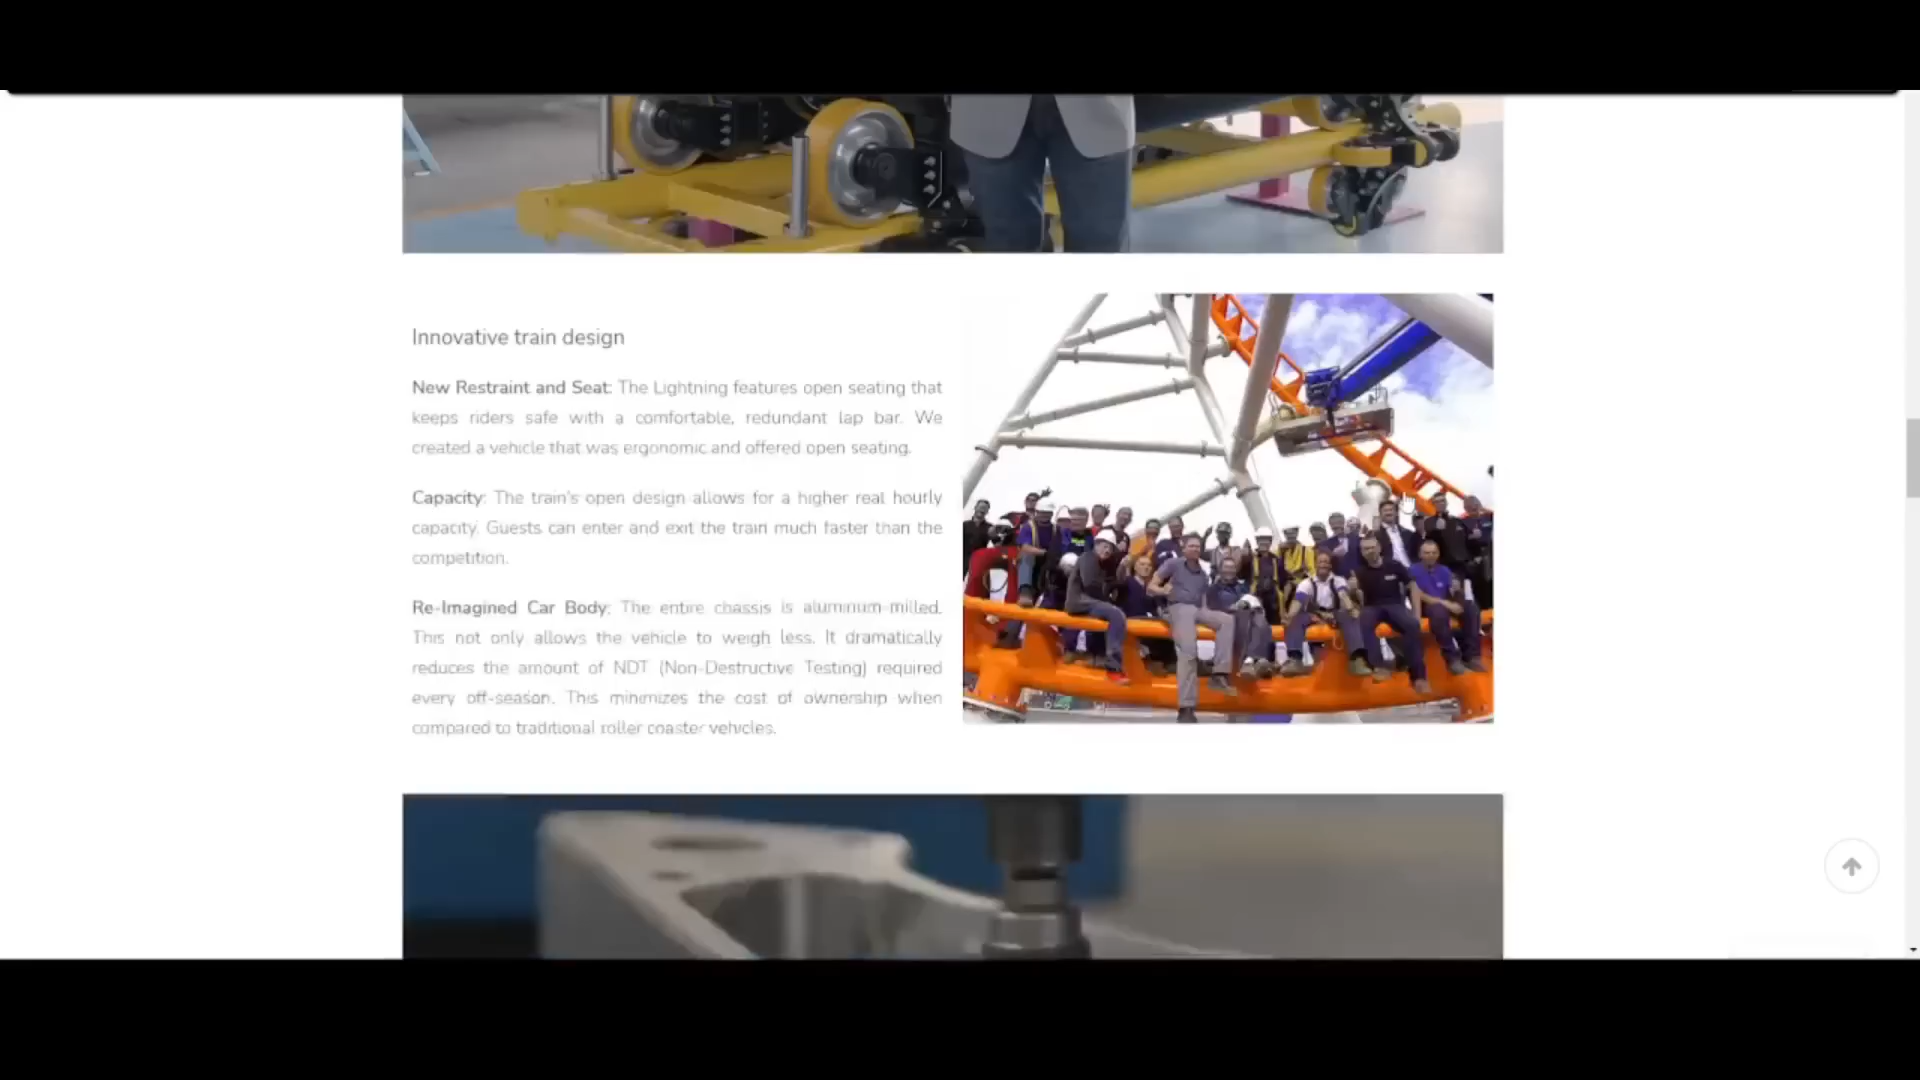 Innovative train design
New Restraint and Seat: The Lightning features open seating that
keeps riders safe with a comfortable, redundant lap bar. We
created a vehicle that was ergonomic and offered open seating.
Capacity: The train's open design allows for a higher real hourly
capacity. Guests can enter and exit the train much faster than the
competition.
Re-Imagined Car Body: The entire chassis is aluminum-milled.
This not only allows the vehicle to weigh less. It dramatically
reduces the amount of NDT (Non-Destructive Testing) required
every off-season. This minimizes the cost of ownership when
compared to traditional roller coaster vehicles.